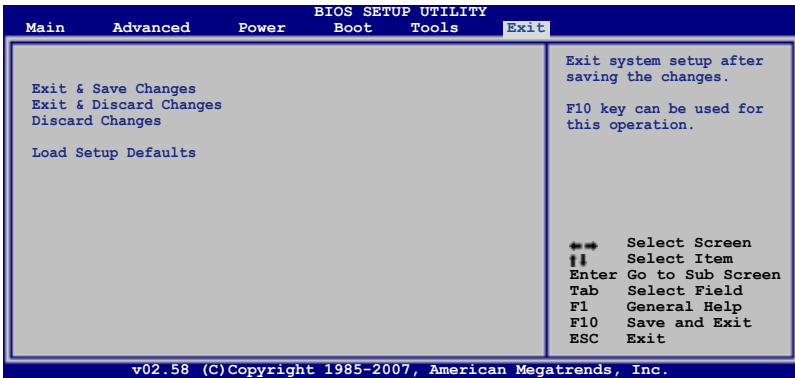 BIOS SETUP UTILITY
Main Advanced Power Boot Tools Exit
Exit & Save Changes
Exit & Discard Changes
Discard Changes
Load Setup Defaults
Exit system setup after
saving the changes.
F10 key can be used for
this operation.
←→ Select Screen
↑↓ Select Item
Enter Go to Sub Screen
Tab Select Field
F1 General Help
F10 Save and Exit
ESC Exit
v02.58 (C)Copyright 1985-2007, American Megatrends, Inc.